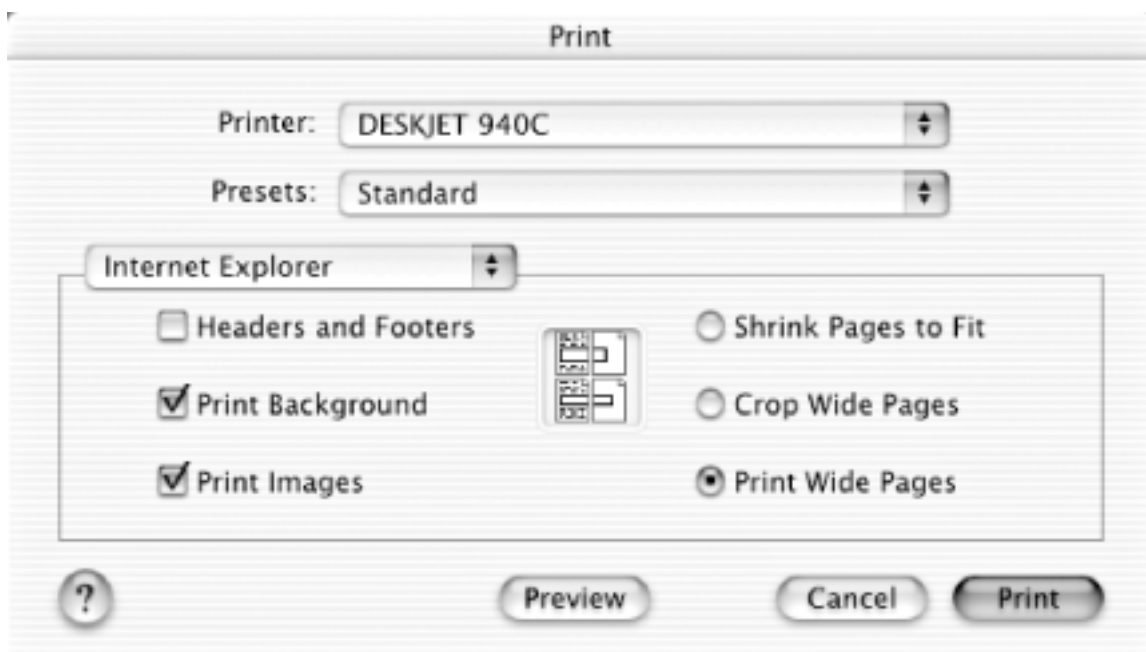 Print
Printer: DESKJET 940C
Presets: Standard
Internet Explorer
Headers and Footers
Shrink Pages to Fit
Print Background
Crop Wide Pages
Print Images
Print Wide Pages
? Preview Cancel Print